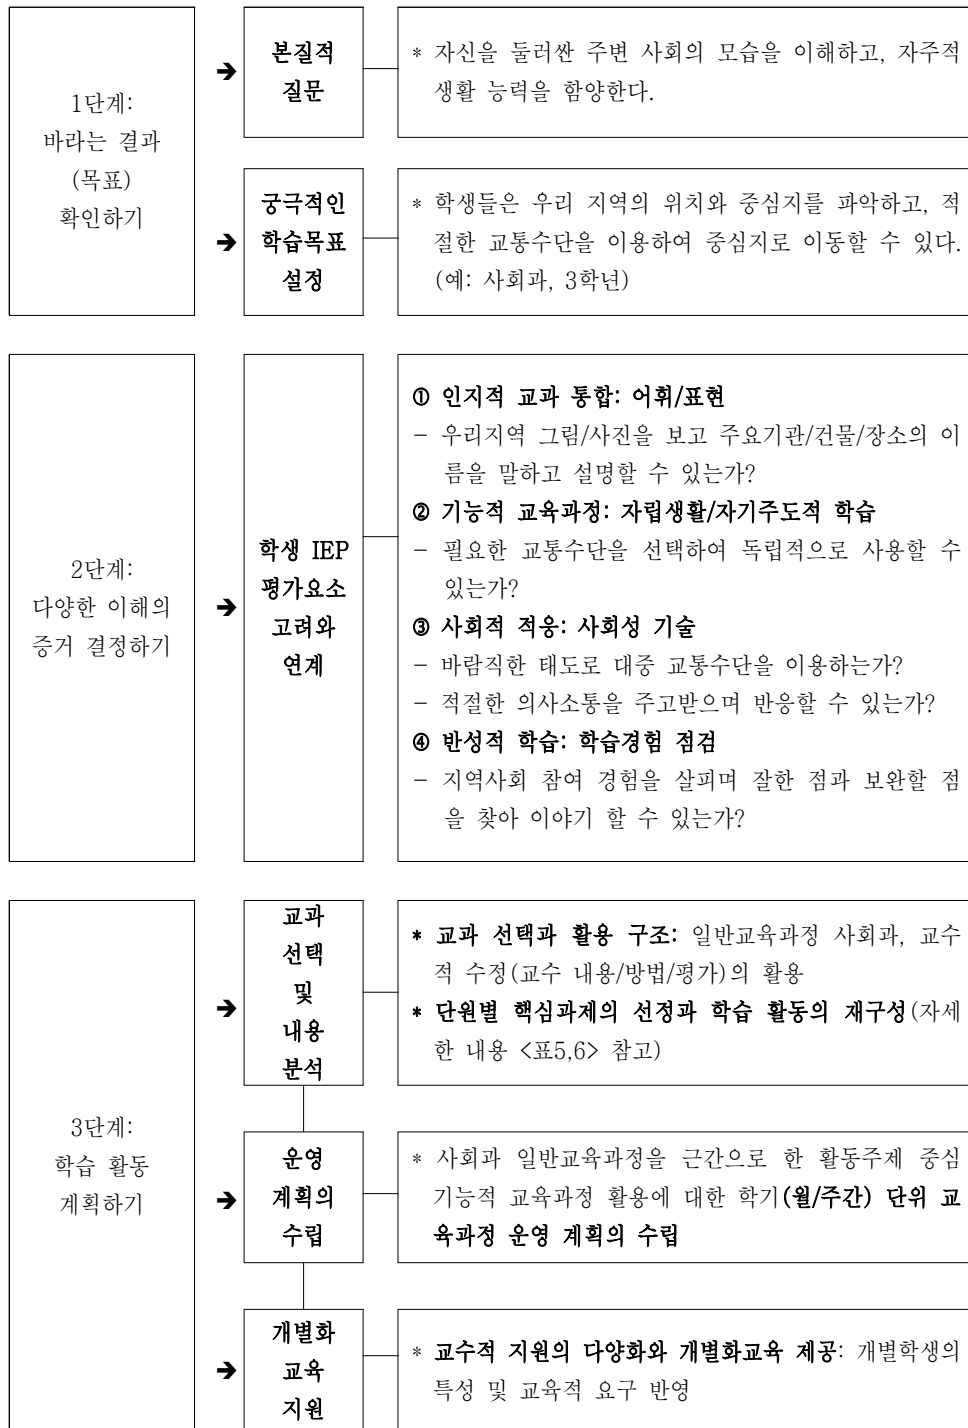 1단계:
바라는 결과
(목표)
확인하기
➔
본질적
질문
* 자신을 둘러싼 주변 사회의 모습을 이해하고, 자주적
생활 능력을 함양한다.
➔
궁극적인
학습목표
설정
* 학생들은 우리 지역의 위치와 중심지를 파악하고, 적
절한 교통수단을 이용하여 중심지로 이동할 수 있다.
(예: 사회과, 3학년)
2단계:
다양한 이해의
증거 결정하기
➔
학생 IEP
평가요소
고려와
연계
① 인지적 교과 통합: 어휘/표현
- 우리지역 그림/사진을 보고 주요기관/건물/장소의 이
름을 말하고 설명할 수 있는가?
② 기능적 교육과정: 자립생활/자기주도적 학습
- 필요한 교통수단을 선택하여 독립적으로 사용할 수
있는가?
③ 사회적 적응: 사회성 기술
- 바람직한 태도로 대중 교통수단을 이용하는가?
- 적절한 의사소통을 주고받으며 반응할 수 있는가?
④ 반성적 학습: 학습경험 점검
- 지역사회 참여 경험을 살피며 잘한 점과 보완할 점
을 찾아 이야기 할 수 있는가?
3단계:
학습 활동
계획하기
➔
교과
선택
및
내용
분석
* 교과 선택과 활용 구조: 일반교육과정 사회과, 교수
적 수정(교수 내용/방법/평가)의 활용
* 단원별 핵심과제의 선정과 학습 활동의 재구성(자세
한 내용 <표5,6> 참고)
➔
운영
계획의
수립
* 사회과 일반교육과정을 근간으로 한 활동주제 중심
기능적 교육과정 활용에 대한 학기(월/주간) 단위 교
육과정 운영 계획의 수립
➔
개별화
교육
지원
* 교수적 지원의 다양화와 개별화교육 제공: 개별학생의
특성 및 교육적 요구 반영